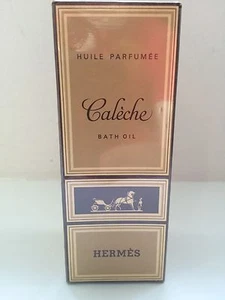 HUILE PARFUMÉE
Calèche
BATH OIL
HERMÈS